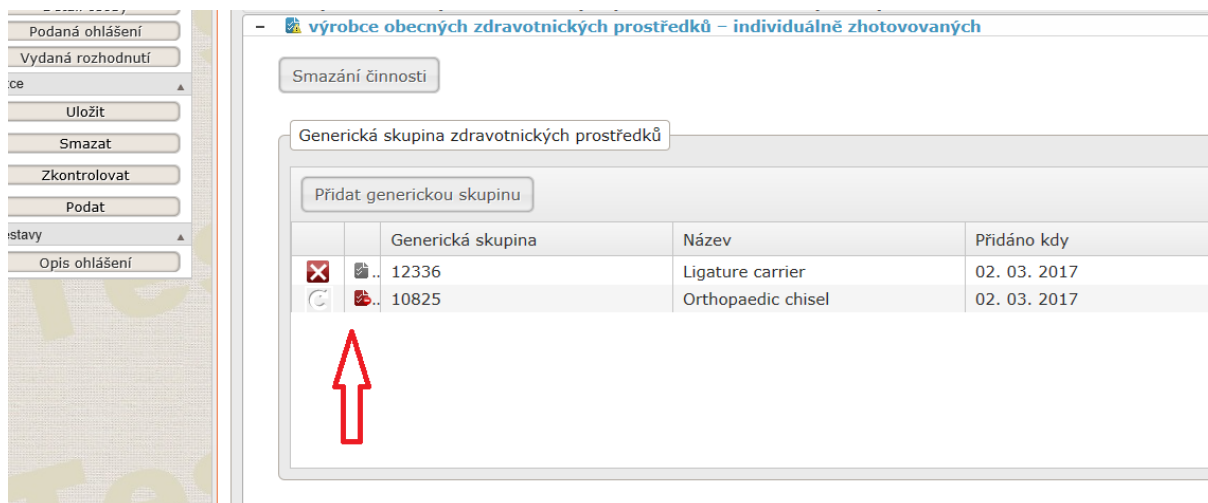 Podaná ohlášení
Vydaná rozhodnutí
Uložit
Smazat
Zkontrolovat
Podat
Opis ohlášení
– výrobce obecných zdravotnických prostředků – individuálně zhotovovaných
Smazání činnosti
Generická skupina zdravotnických prostředků
Přidat generickou skupinu
Generická skupina Název Přidáno kdy
.. 12336 Ligature carrier 02. 03. 2017
.. 10825 Orthopaedic chisel 02. 03. 2017